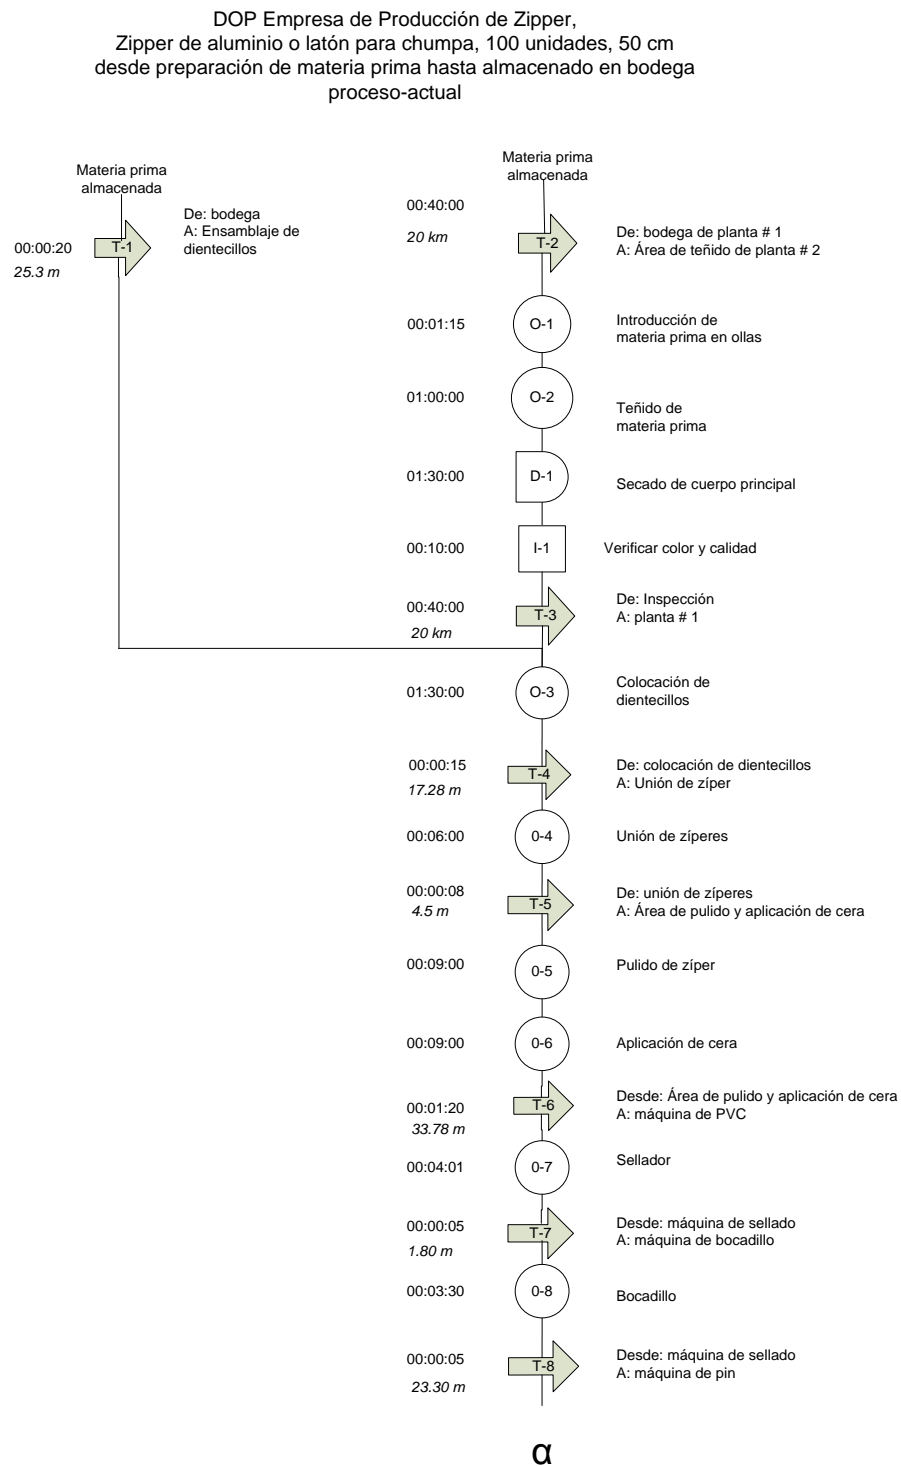 DOP Empresa de Producción de Zipper,
Zipper de aluminio o latón para chumpa, 100 unidades, 50 cm
desde preparación de materia prima hasta almacenado en bodega
proceso-actual
Materia prima
almacenada
00:00:20
25.3 m
T-1
De: bodega
A: Ensamblaje de
dientecillos
Materia prima
almacenada
00:40:00
20 km
T-2
De: bodega de planta # 1
A: Área de teñido de planta # 2
00:01:15
O-1
Introducción de
materia prima en ollas
01:00:00
O-2
Teñido de
materia prima
01:30:00
D-1
Secado de cuerpo principal
00:10:00
I-1
Verificar color y calidad
00:40:00
20 km
T-3
De: Inspección
A: planta # 1
01:30:00
O-3
Colocación de
dientecillos
00:00:15
17.28 m
T-4
De: colocación de dientecillos
A: Unión de zíper
00:06:00
0-4
Unión de zíperes
00:00:08
4.5 m
T-5
De: unión de zíperes
A: Área de pulido y aplicación de cera
00:09:00
0-5
Pulido de zíper
00:09:00
0-6
Aplicación de cera
00:01:20
33.78 m
T-6
Desde: Área de pulido y aplicación de cera
A: máquina de PVC
00:04:01
0-7
Sellador
00:00:05
1.80 m
T-7
Desde: máquina de sellado
A: máquina de bocadillo
00:03:30
0-8
Bocadillo
00:00:05
23.30 m
T-8
Desde: máquina de sellado
A: máquina de pin
α